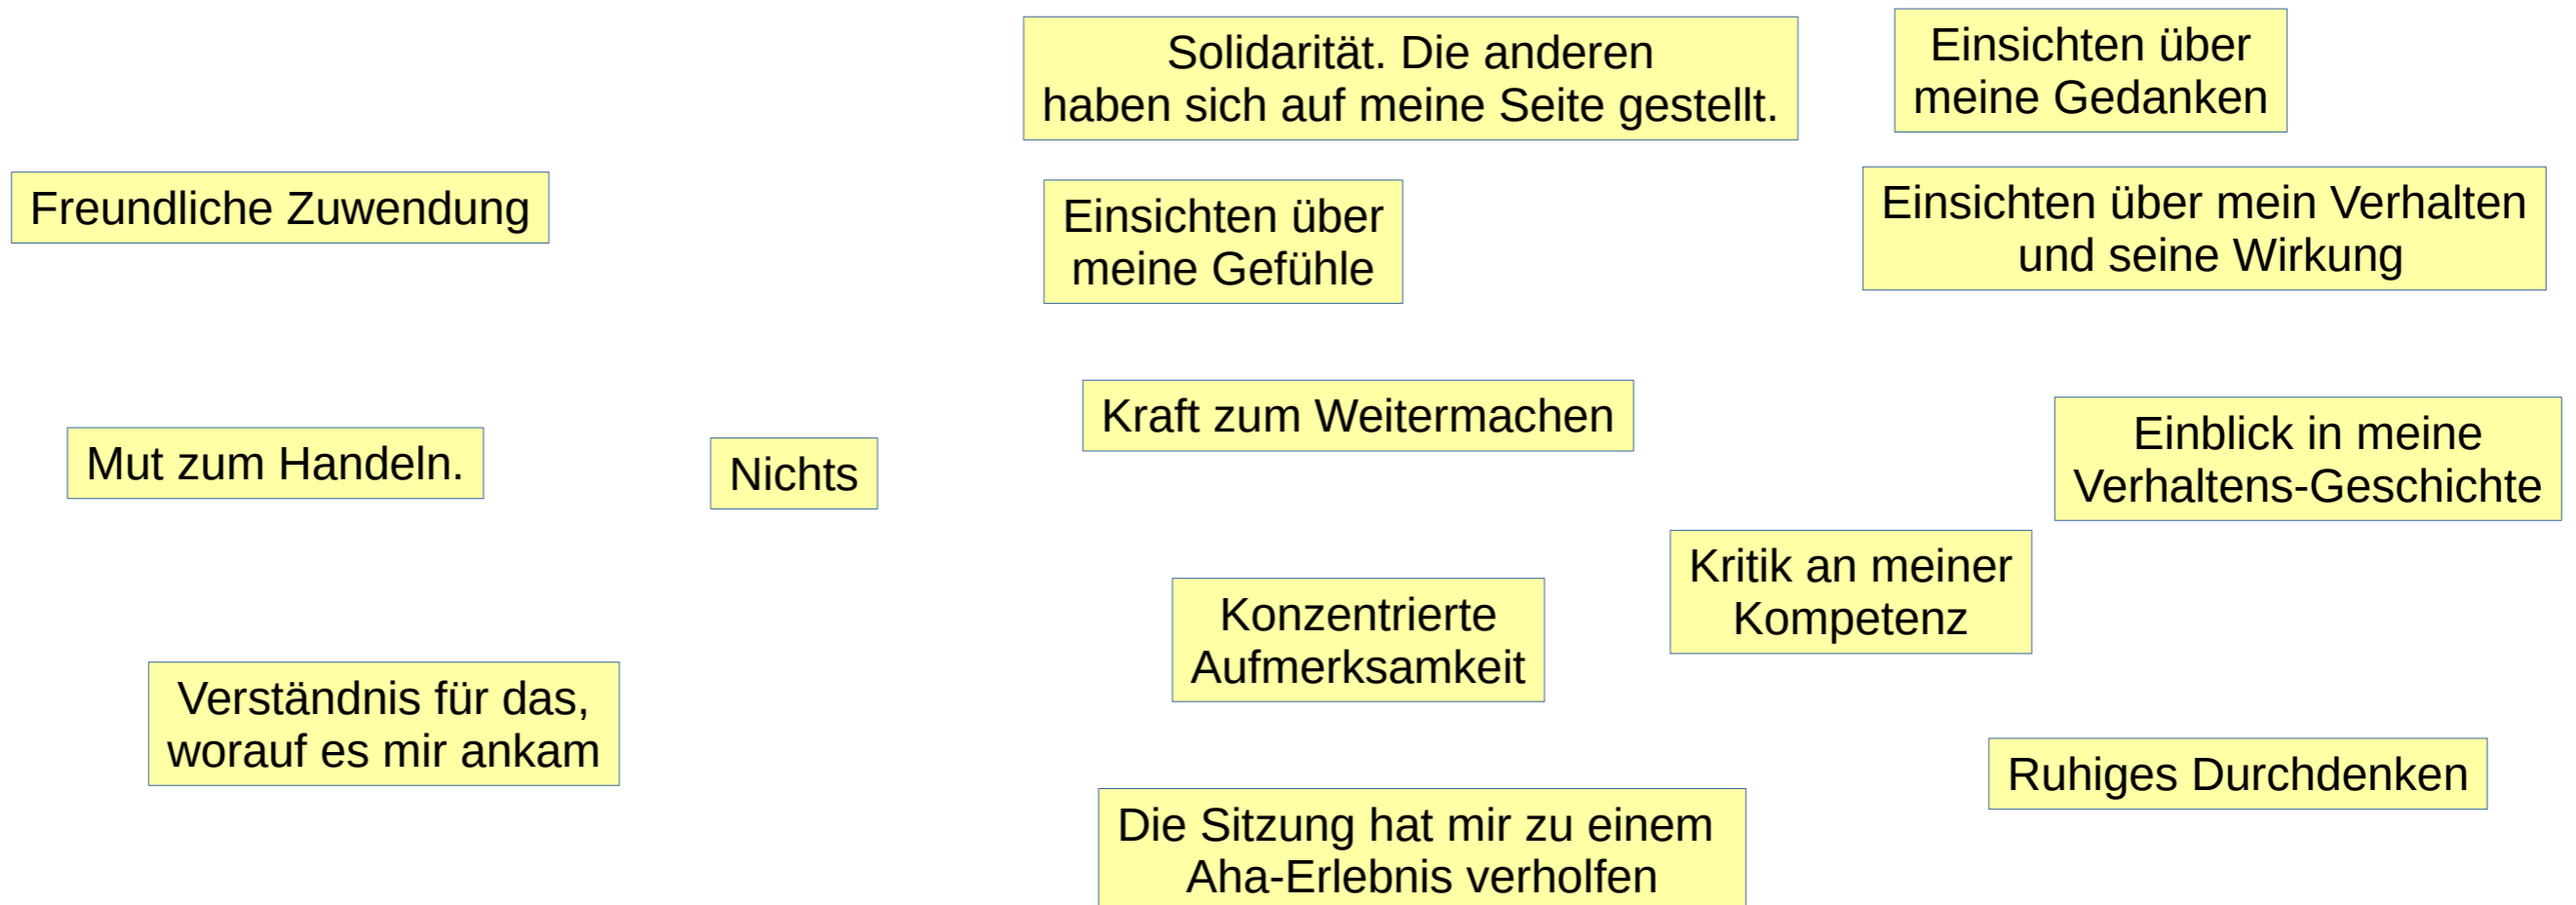 Solidarität. Die anderen
haben sich auf meine Seite gestellt.
Einsichten über
meine Gedanken
Freundliche Zuwendung
Einsichten über
meine Gefühle
Einsichten über mein Verhalten
und seine Wirkung
Mut zum Handeln.
Nichts
Kraft zum Weitermachen
Einblick in meine
Verhaltens-Geschichte
Konzentrierte
Aufmerksamkeit
Kritik an meiner
Kompetenz
Verständnis für das,
worauf es mir ankam
Ruhiges Durchdenken
Die Sitzung hat mir zu einem
Aha-Erlebnis verholfen